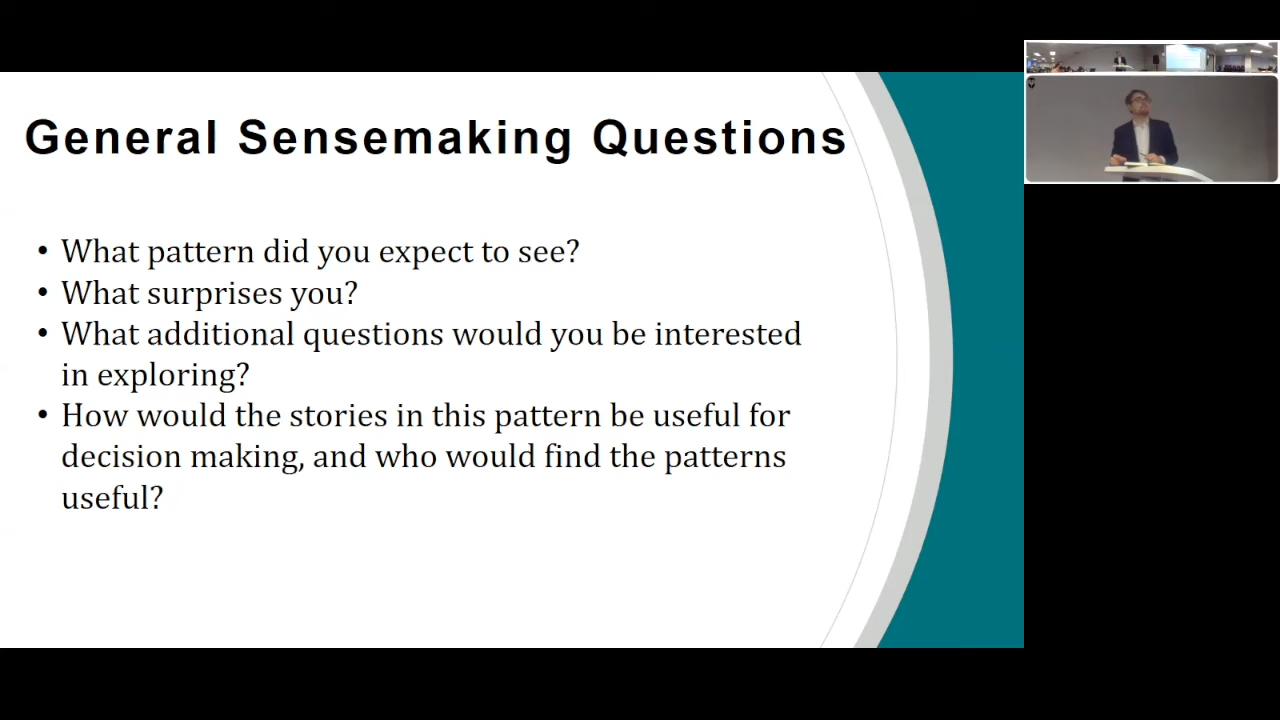 General Sensemaking Questions
• What pattern did you expect to see?
• What surprises you?
• What additional questions would you be interested
in exploring?
• How would the stories in this pattern be useful for
decision making, and who would find the patterns
useful?